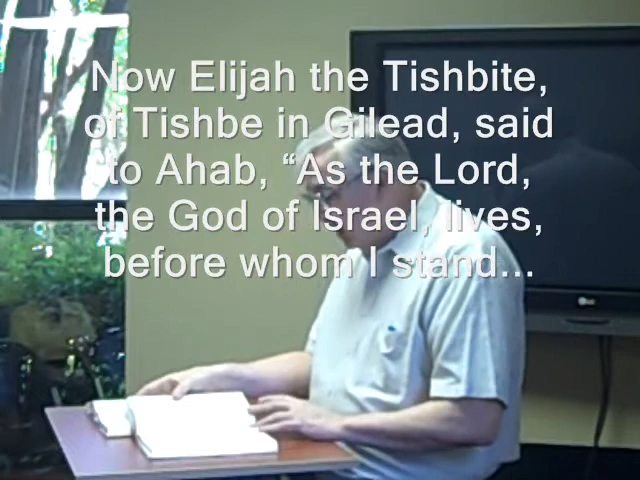 Now Elijah the Tishbite,
of Tishbe in Gilead, said
to Ahab, “As the Lord,
the God of Israel, lives,
before whom I stand...